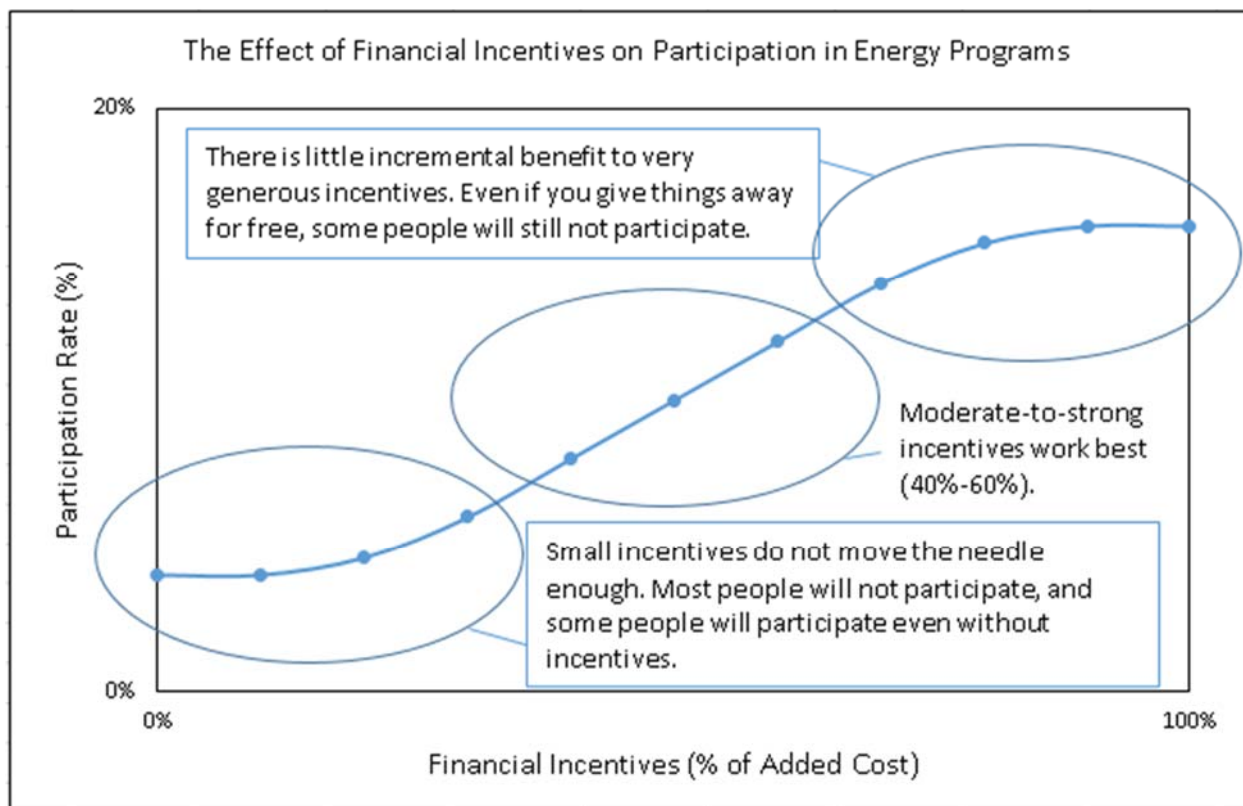 The Effect of Financial Incentives on Participation in Energy Programs
20%
There is little incremental benefit to very
generous incentives. Even if you give things away
for free, some people will still not participate.
Participation Rate (%)
Moderate-to-strong
incentives work best
(40%-60%).
Small incentives do not move the needle
enough. Most people will not participate, and
some people will participate even without
incentives.
0%
0%
100%
Financial Incentives (% of Added Cost)